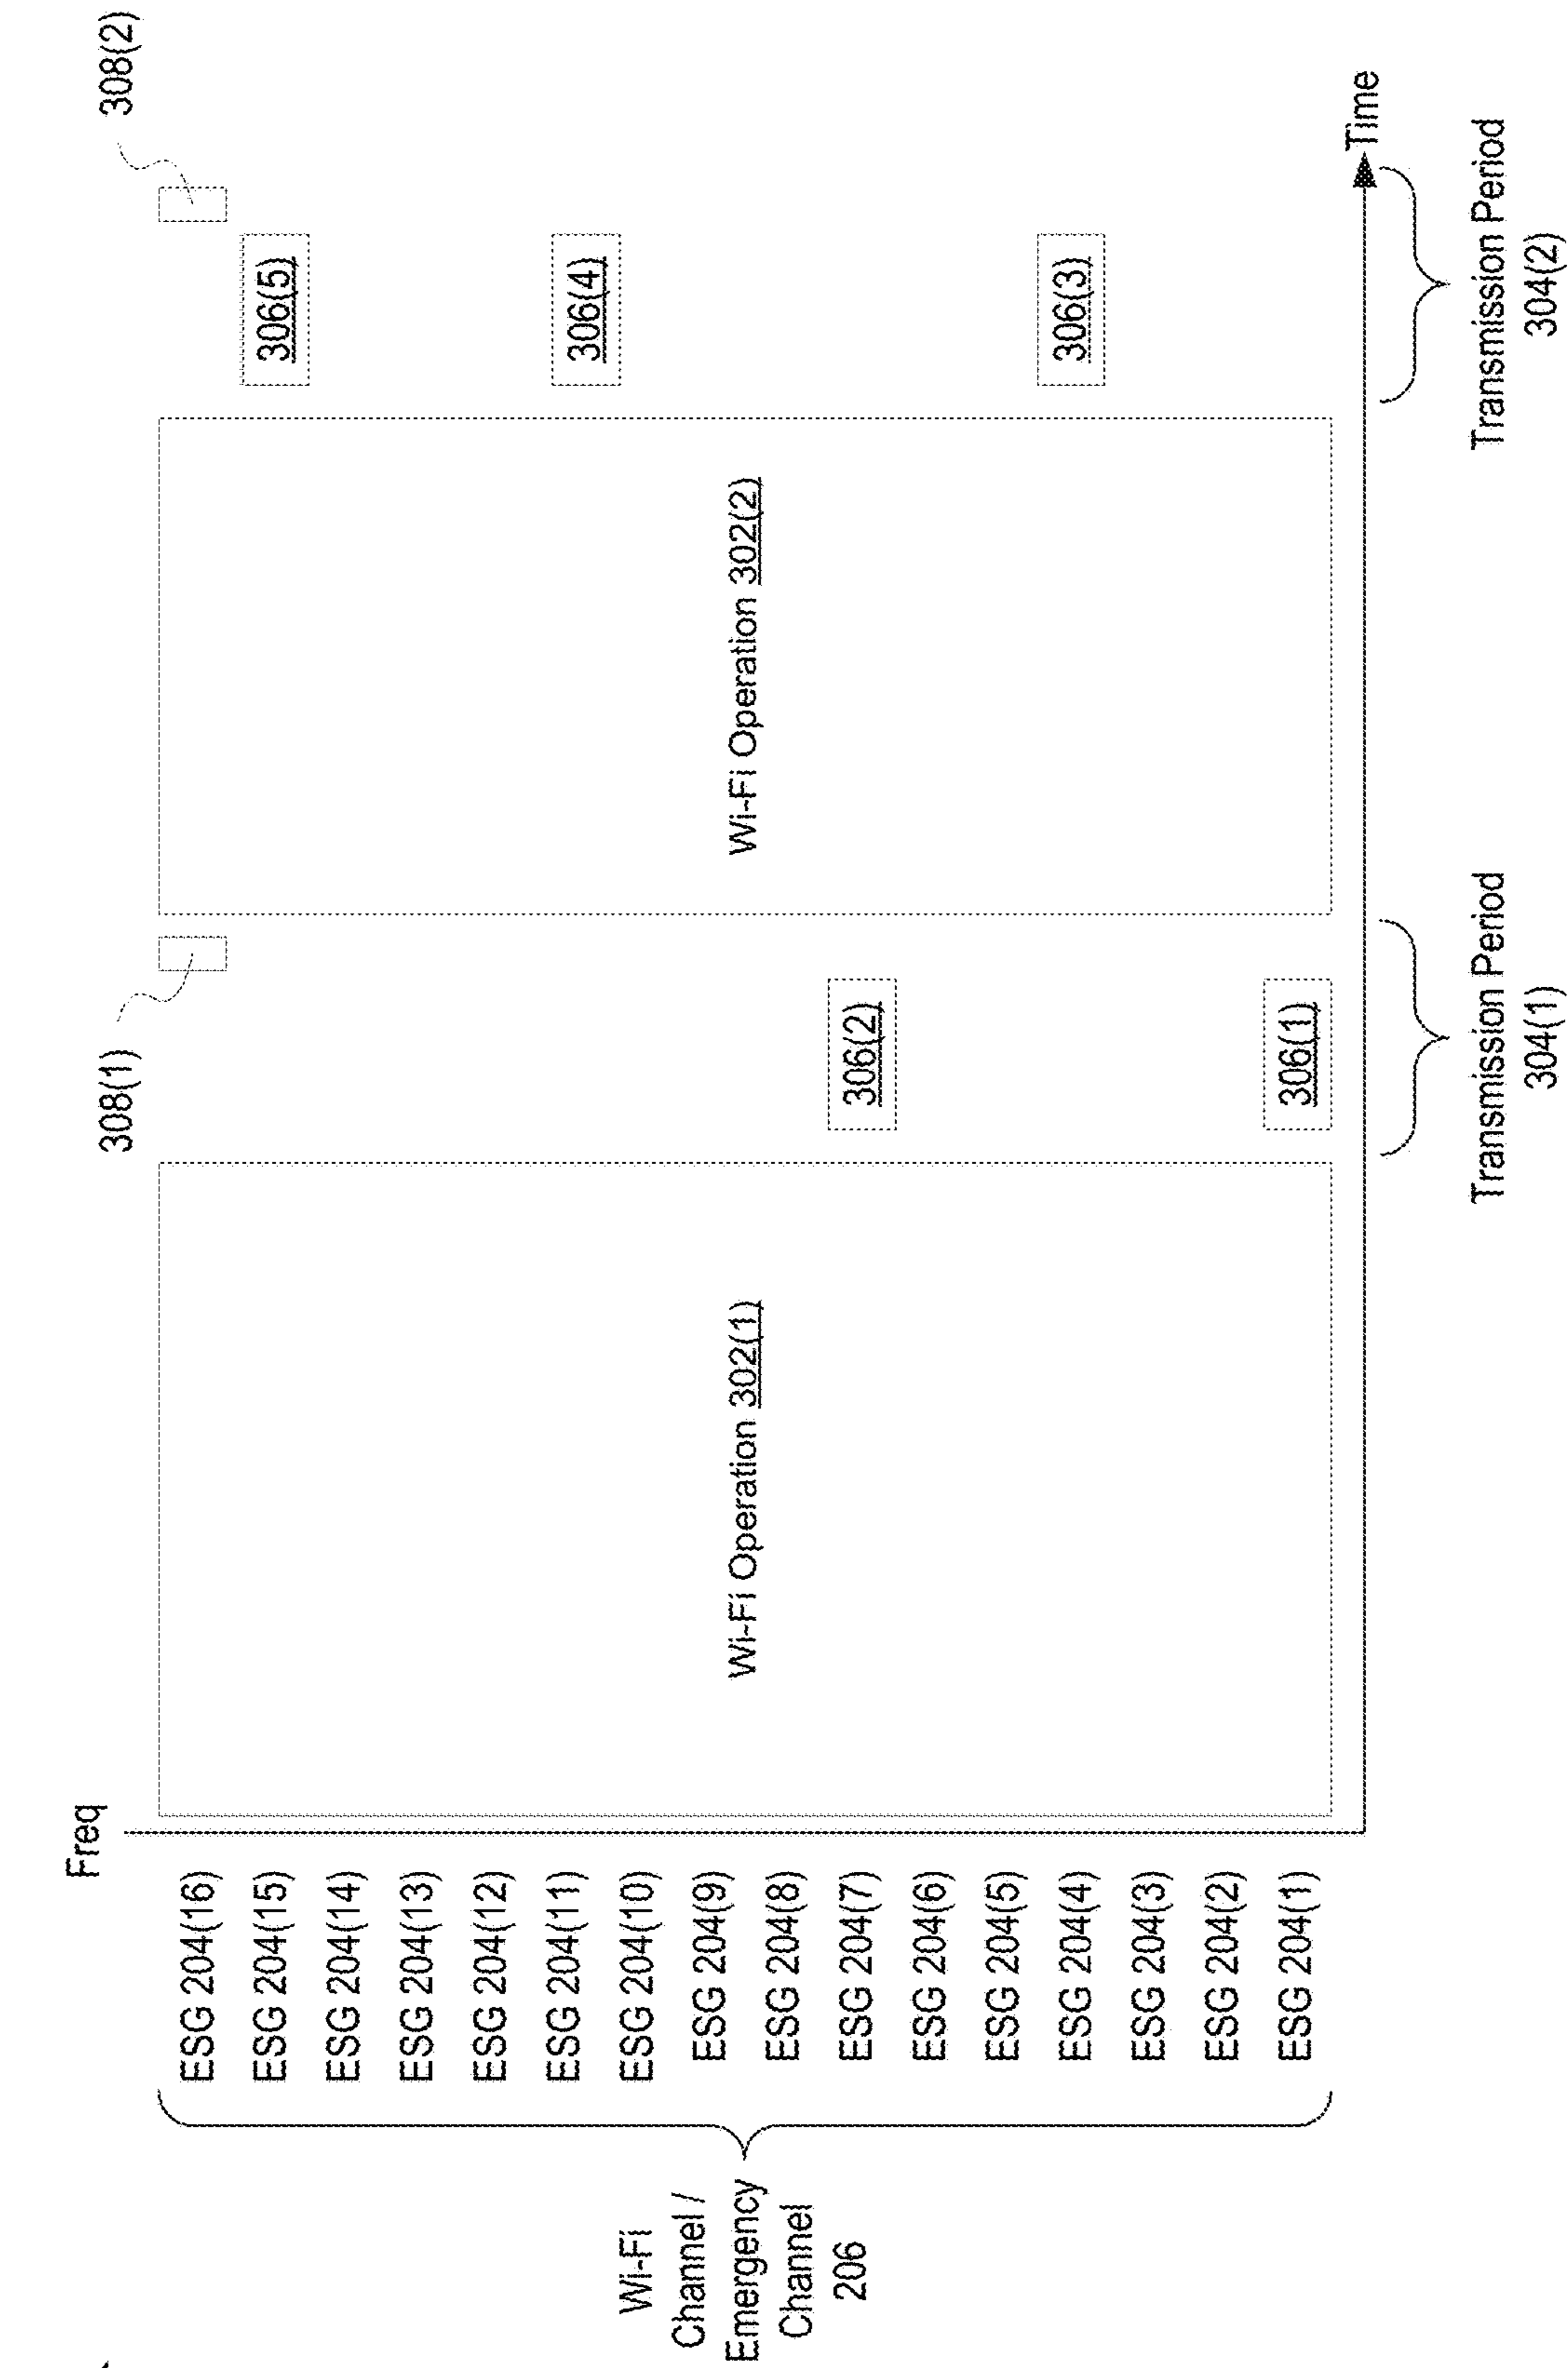 Freq
308(1)
308(2)
ESG 204(16)
ESG 204(15)
ESG 204(14)
ESG 204(13)
ESG 204(12)
ESG 204(11)
ESG 204(10)
ESG 204(9)
ESG 204(8)
ESG 204(7)
ESG 204(6)
ESG 204(5)
ESG 204(4)
ESG 204(3)
ESG 204(2)
ESG 204(1)
Wi-Fi
Channel /
Emergency
Channel
206
Wi-Fi Operation 302(1)
306(2)
306(1)
Wi-Fi Operation 302(2)
306(5)
306(4)
306(3)
Time
Transmission Period
304(1)
Transmission Period
304(2)